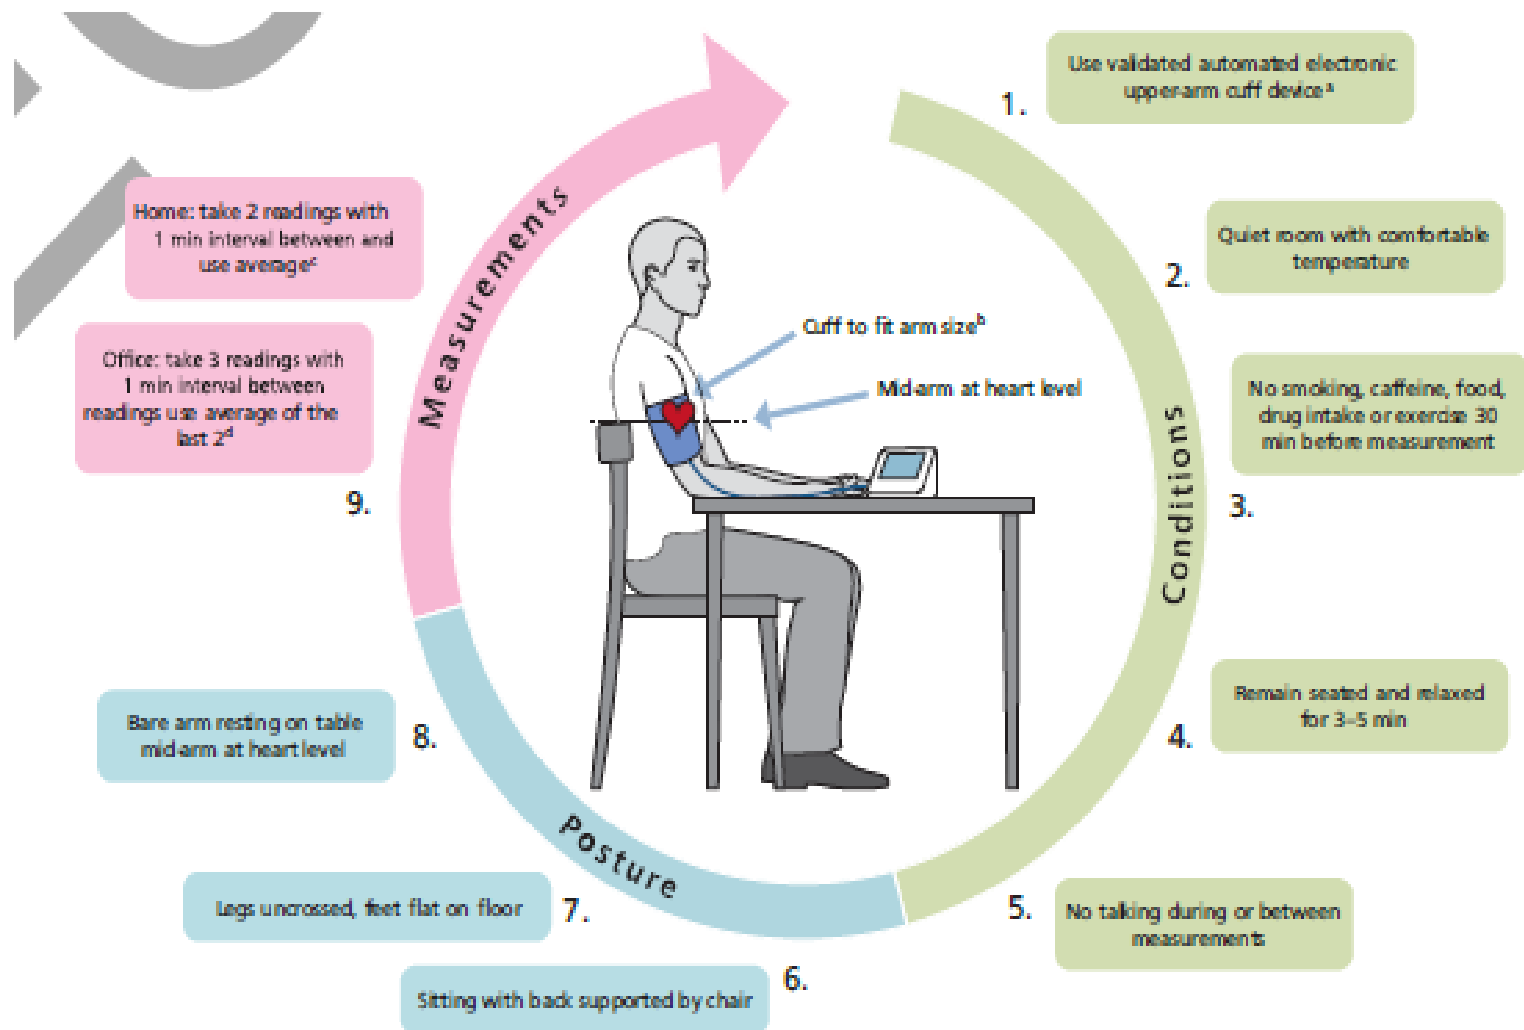 1.
Use validated automated electronic
upper-arm cuff deviceᵃ
2.
Quiet room with comfortable
temperature
3.
No smoking, caffeine, food,
drug intake or exercise 30
min before measurement
4.
Remain seated and relaxed
for 3–5 min
5.
No talking during or between
measurements
Conditions
6.
Sitting with back supported by chair
7.
Legs uncrossed, feet flat on floor
8.
Bare arm resting on table
mid-arm at heart level
Posture
9.
Home: take 2 readings with
1 min interval between and
use averageᶜ
Office: take 3 readings with
1 min interval between
readings use average of the
last 2ᵈ
Measurements
Cuff to fit arm sizeᵇ
Mid-arm at heart level